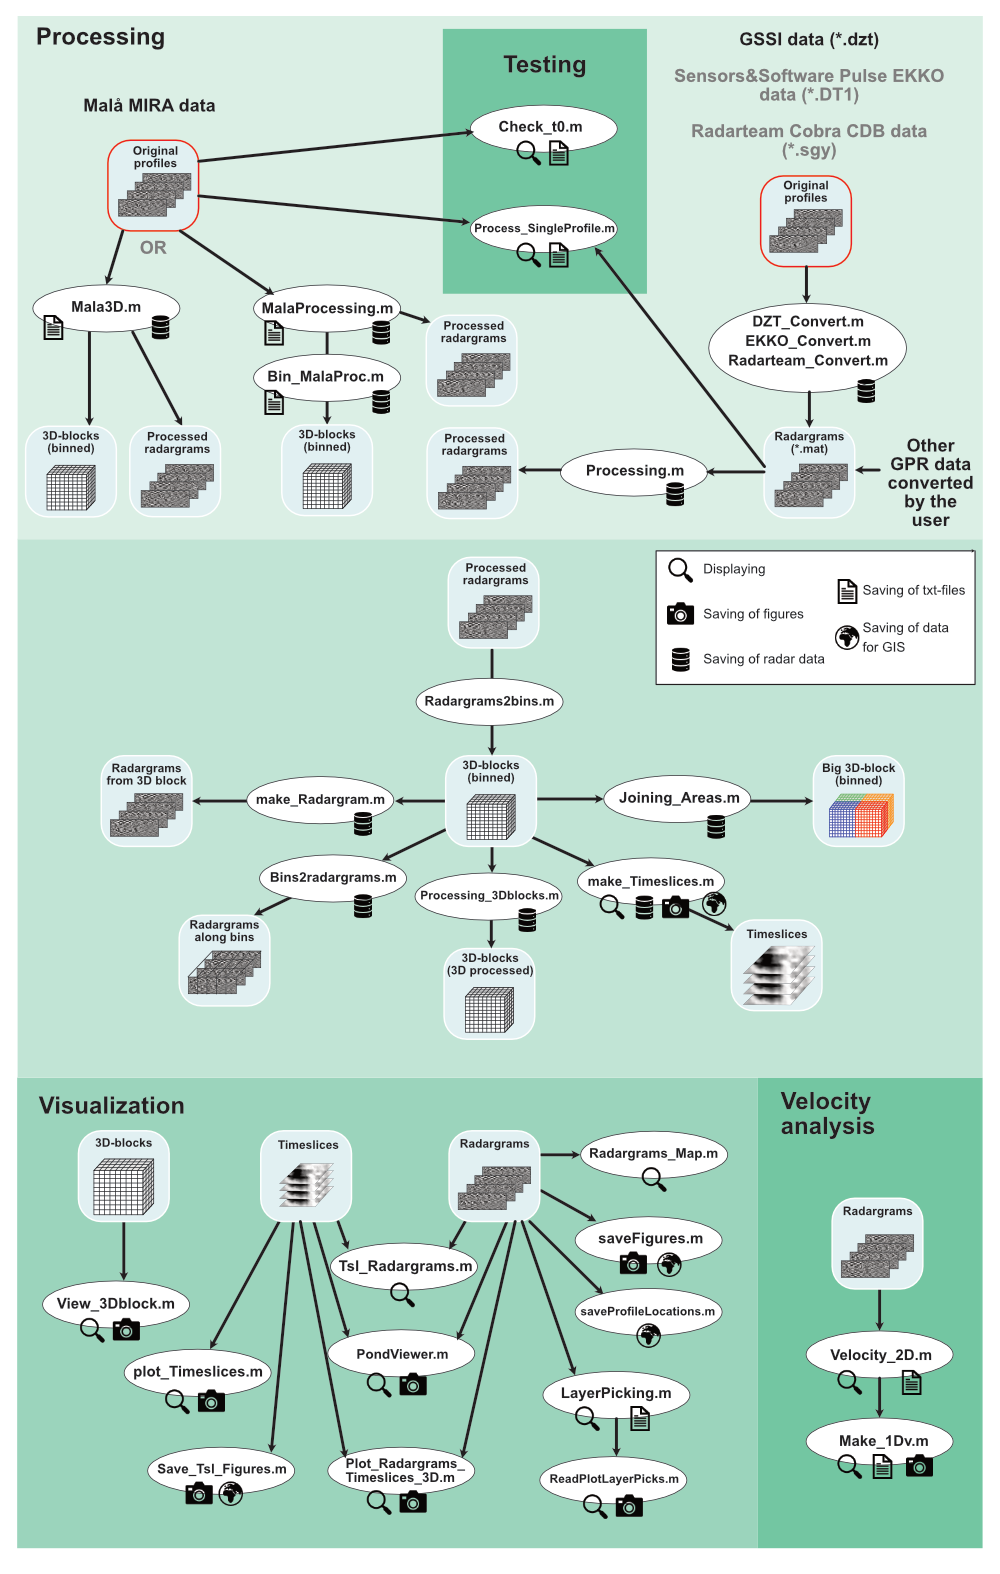 Processing
Testing
GSSI data (*.dzt)
Sensors&Software Pulse EKKO
data (*.DT1)
Radarteam Cobra CDB data
(*.sgy)
Malå MIRA data
Check_t0.m
Original
profiles
Process_SingleProfile.m
Original
profiles
OR
Mala3D.m
MalaProcessing.m
Bin_MalaProc.m
Processed
radargrams
DZT_Convert.m
EKKO_Convert.m
Radarteam_Convert.m
3D-blocks
(binned)
Processed
radargrams
3D-blocks
(binned)
Processed
radargrams
Processing.m
Radargrams
(*.mat)
Other
GPR data
converted
by the
user
Processed
radargrams
Displaying
Saving of figures
Saving of radar data
Saving of txt-files
Saving of data
for GIS
Radargrams2bins.m
Radargrams
from 3D block
make_Radargram.m
3D-blocks
(binned)
Joining_Areas.m
Big 3D-block
(binned)
Bins2radargrams.m
Processing_3Dblocks.m
make_Timeslices.m
Radargrams
along bins
3D-blocks
(3D processed)
Timeslices
Visualization
Velocity
analysis
3D-blocks
Timeslices
Radargrams
Radargrams_Map.m
saveFigures.m
Tsl_Radargrams.m
saveProfileLocations.m
View_3Dblock.m
PondViewer.m
plot_Timeslices.m
LayerPicking.m
Save_Tsl_Figures.m
Plot_Radargrams_
Timeslices_3D.m
ReadPlotLayerPicks.m
Radargrams
Velocity_2D.m
Make_1Dv.m